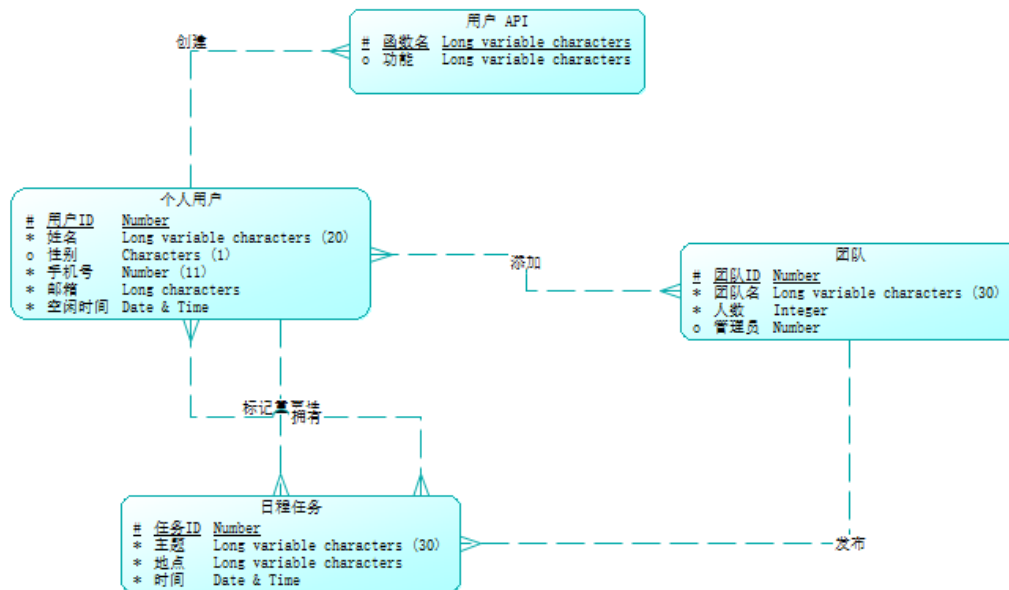 用户 API
# 函数名 Long variable characters
o 功能 Long variable characters
创建
个人用户
# 用户ID Number
* 姓名 Long variable characters (20)
o 性别 Characters (1)
* 手机号 Number (11)
* 邮箱 Long characters
* 空闲时间 Date & Time
添加
团队
# 团队ID Number
* 团队名 Long variable characters (30)
* 人数 Integer
o 管理员 Number
标记重要性
拥有
日程任务
# 任务ID Number
* 主题 Long variable characters (30)
* 地点 Long variable characters
* 时间 Date & Time
发布